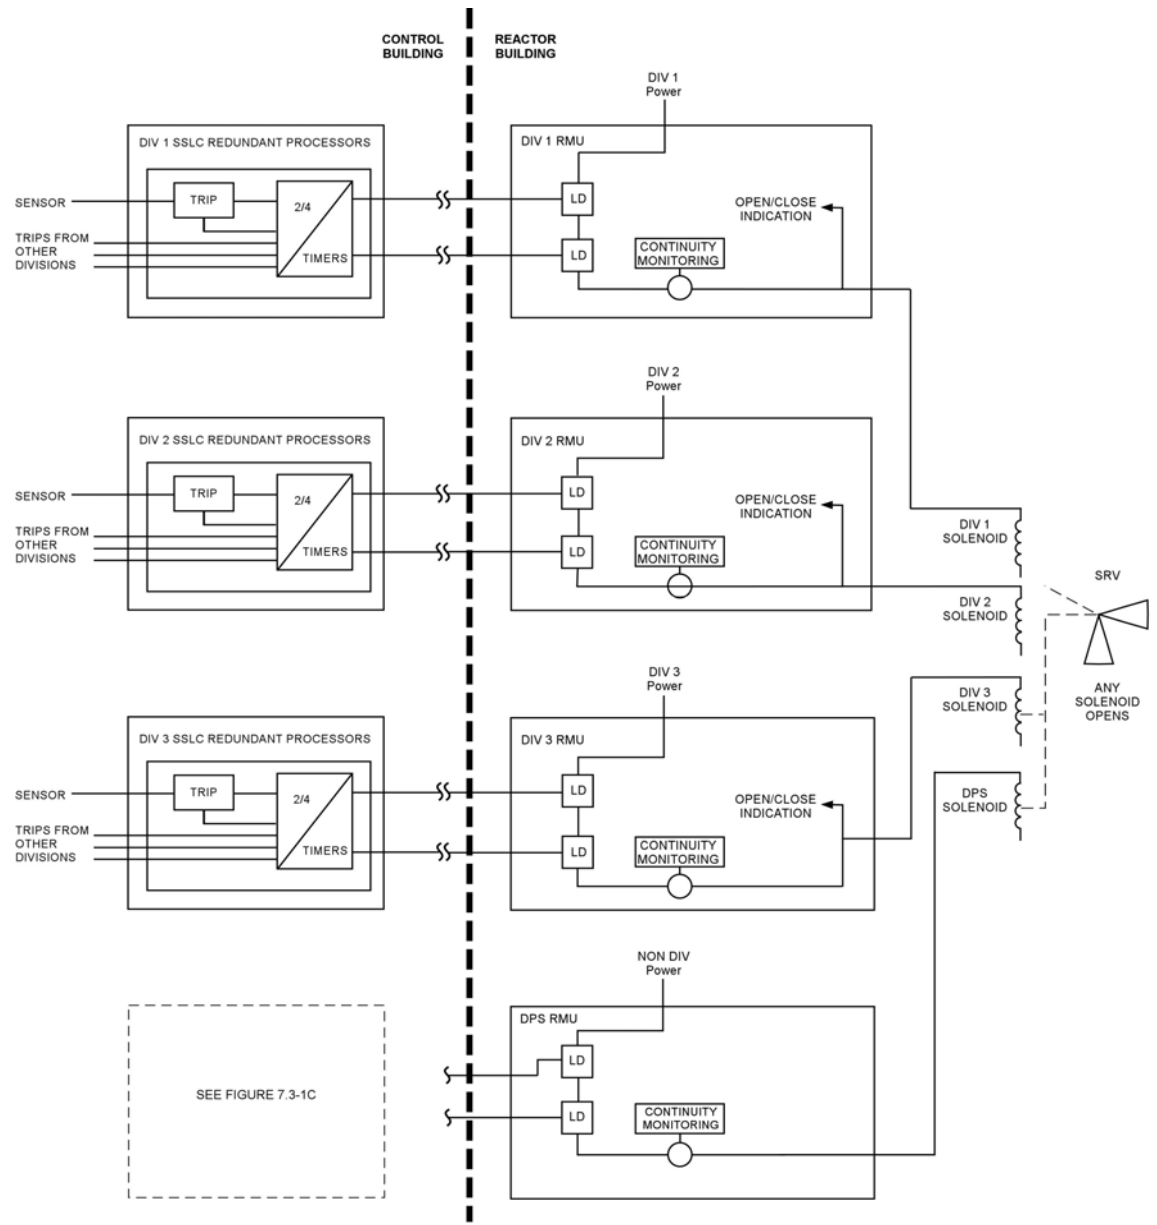 CONTROL
BUILDING
REACTOR
BUILDING
DIV 1
Power
DIV 1 SSLC REDUNDANT PROCESSORS
SENSOR
TRIP
2/4
TIMERS
TRIPS FROM
OTHER
DIVISIONS
DIV 1 RMU
LD
LD
OPEN/CLOSE
INDICATION
CONTINUITY
MONITORING
DIV 2
Power
DIV 2 SSLC REDUNDANT PROCESSORS
SENSOR
TRIP
2/4
TIMERS
TRIPS FROM
OTHER
DIVISIONS
DIV 2 RMU
LD
LD
OPEN/CLOSE
INDICATION
CONTINUITY
MONITORING
DIV 1
SOLENOID
DIV 2
SOLENOID
SRV
DIV 3
SOLENOID
ANY
SOLENOID
OPENS
DPS
SOLENOID
DIV 3
Power
DIV 3 SSLC REDUNDANT PROCESSORS
SENSOR
TRIP
2/4
TIMERS
TRIPS FROM
OTHER
DIVISIONS
DIV 3 RMU
LD
LD
OPEN/CLOSE
INDICATION
CONTINUITY
MONITORING
NON DIV
Power
SEE FIGURE 7.3-1C
DPS RMU
LD
LD
CONTINUITY
MONITORING